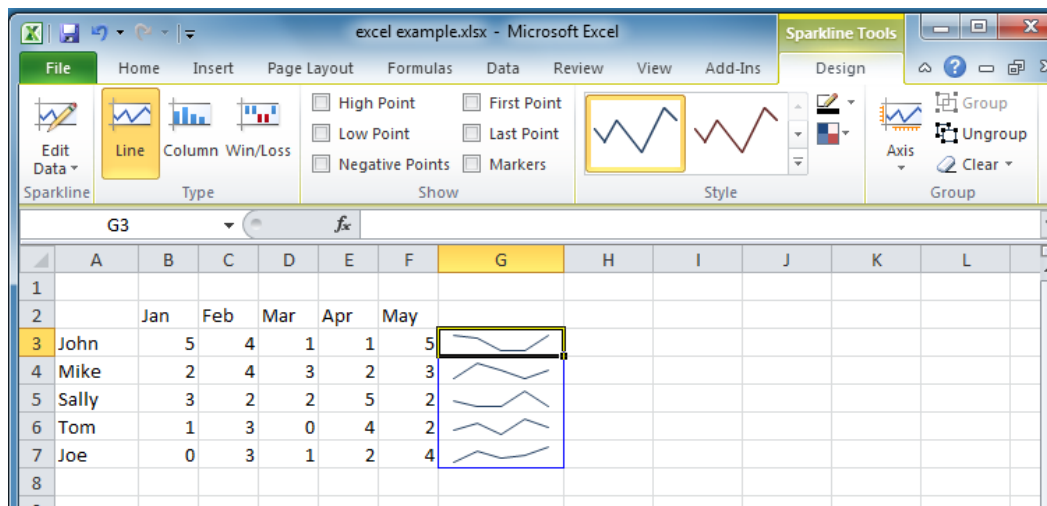 excel example.xlsx - Microsoft Excel Sparkline Tools
File Home Insert Page Layout Formulas Data Review View Add-Ins Design
High Point First Point Group
Low Point Last Point Ungroup
Edit Data Line Column Win/Loss Axis
Negative Points Markers Clear
Sparkline Type Show Style Group
G3 fx
A B C D E F G H I J K L
1
2 Jan Feb Mar Apr May
3 John 5 4 1 1 5
4 Mike 2 4 3 2 3
5 Sally 3 2 2 5 2
6 Tom 1 3 0 4 2
7 Joe 0 3 1 2 4
8